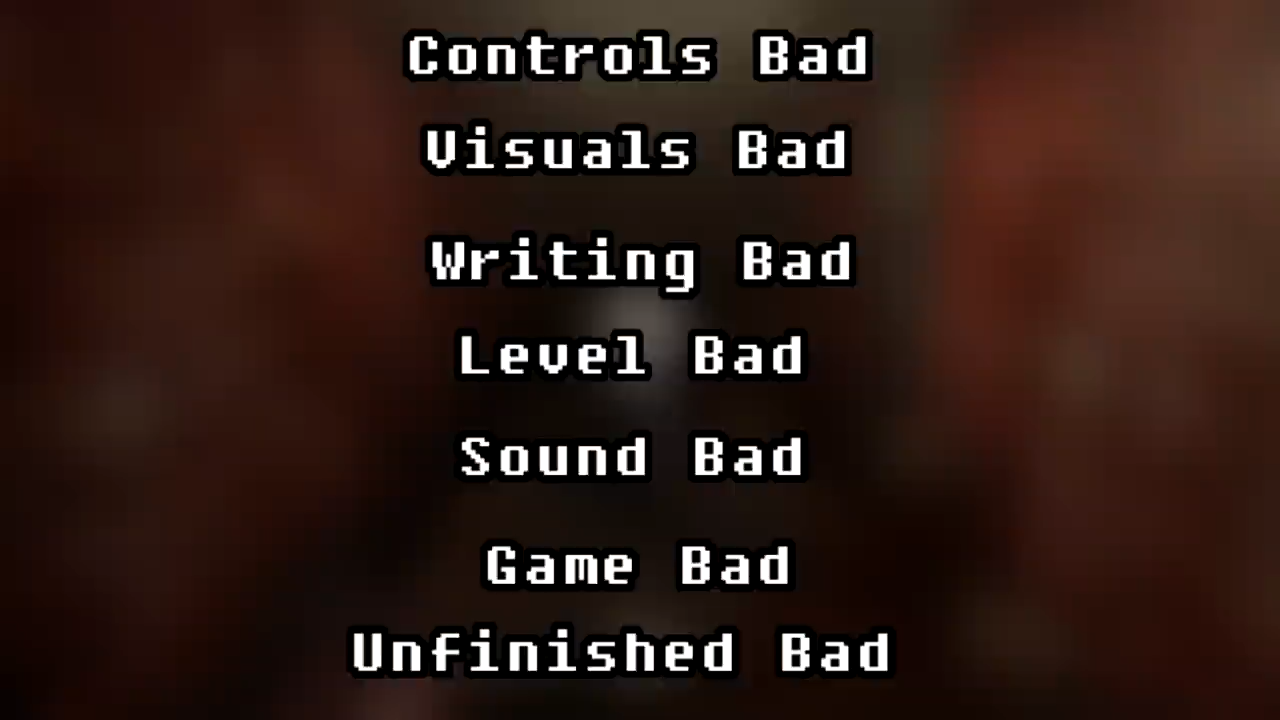 Controls Bad
Visuals Bad
Writing Bad
Level Bad
Sound Bad
Game Bad
Unfinished Bad